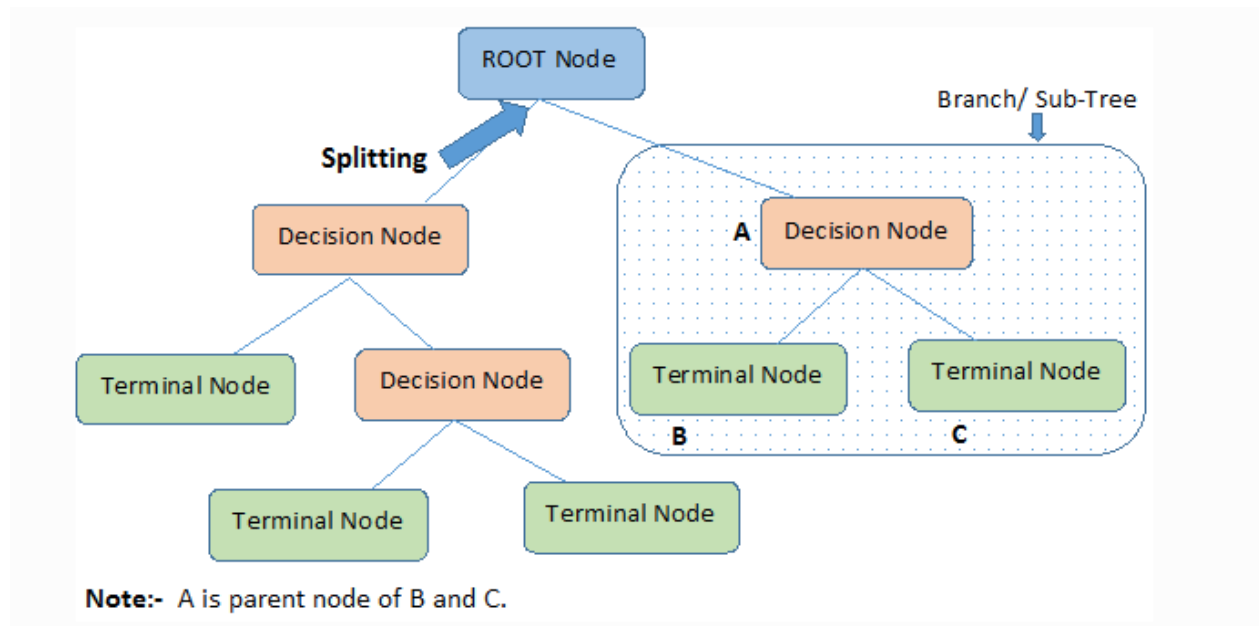 ROOT Node
Branch/ Sub-Tree
Splitting
Decision Node
A
Decision Node
Terminal Node
Decision Node
Terminal Node
Terminal Node
B
C
Terminal Node
Terminal Node
Note:- A is parent node of B and C.